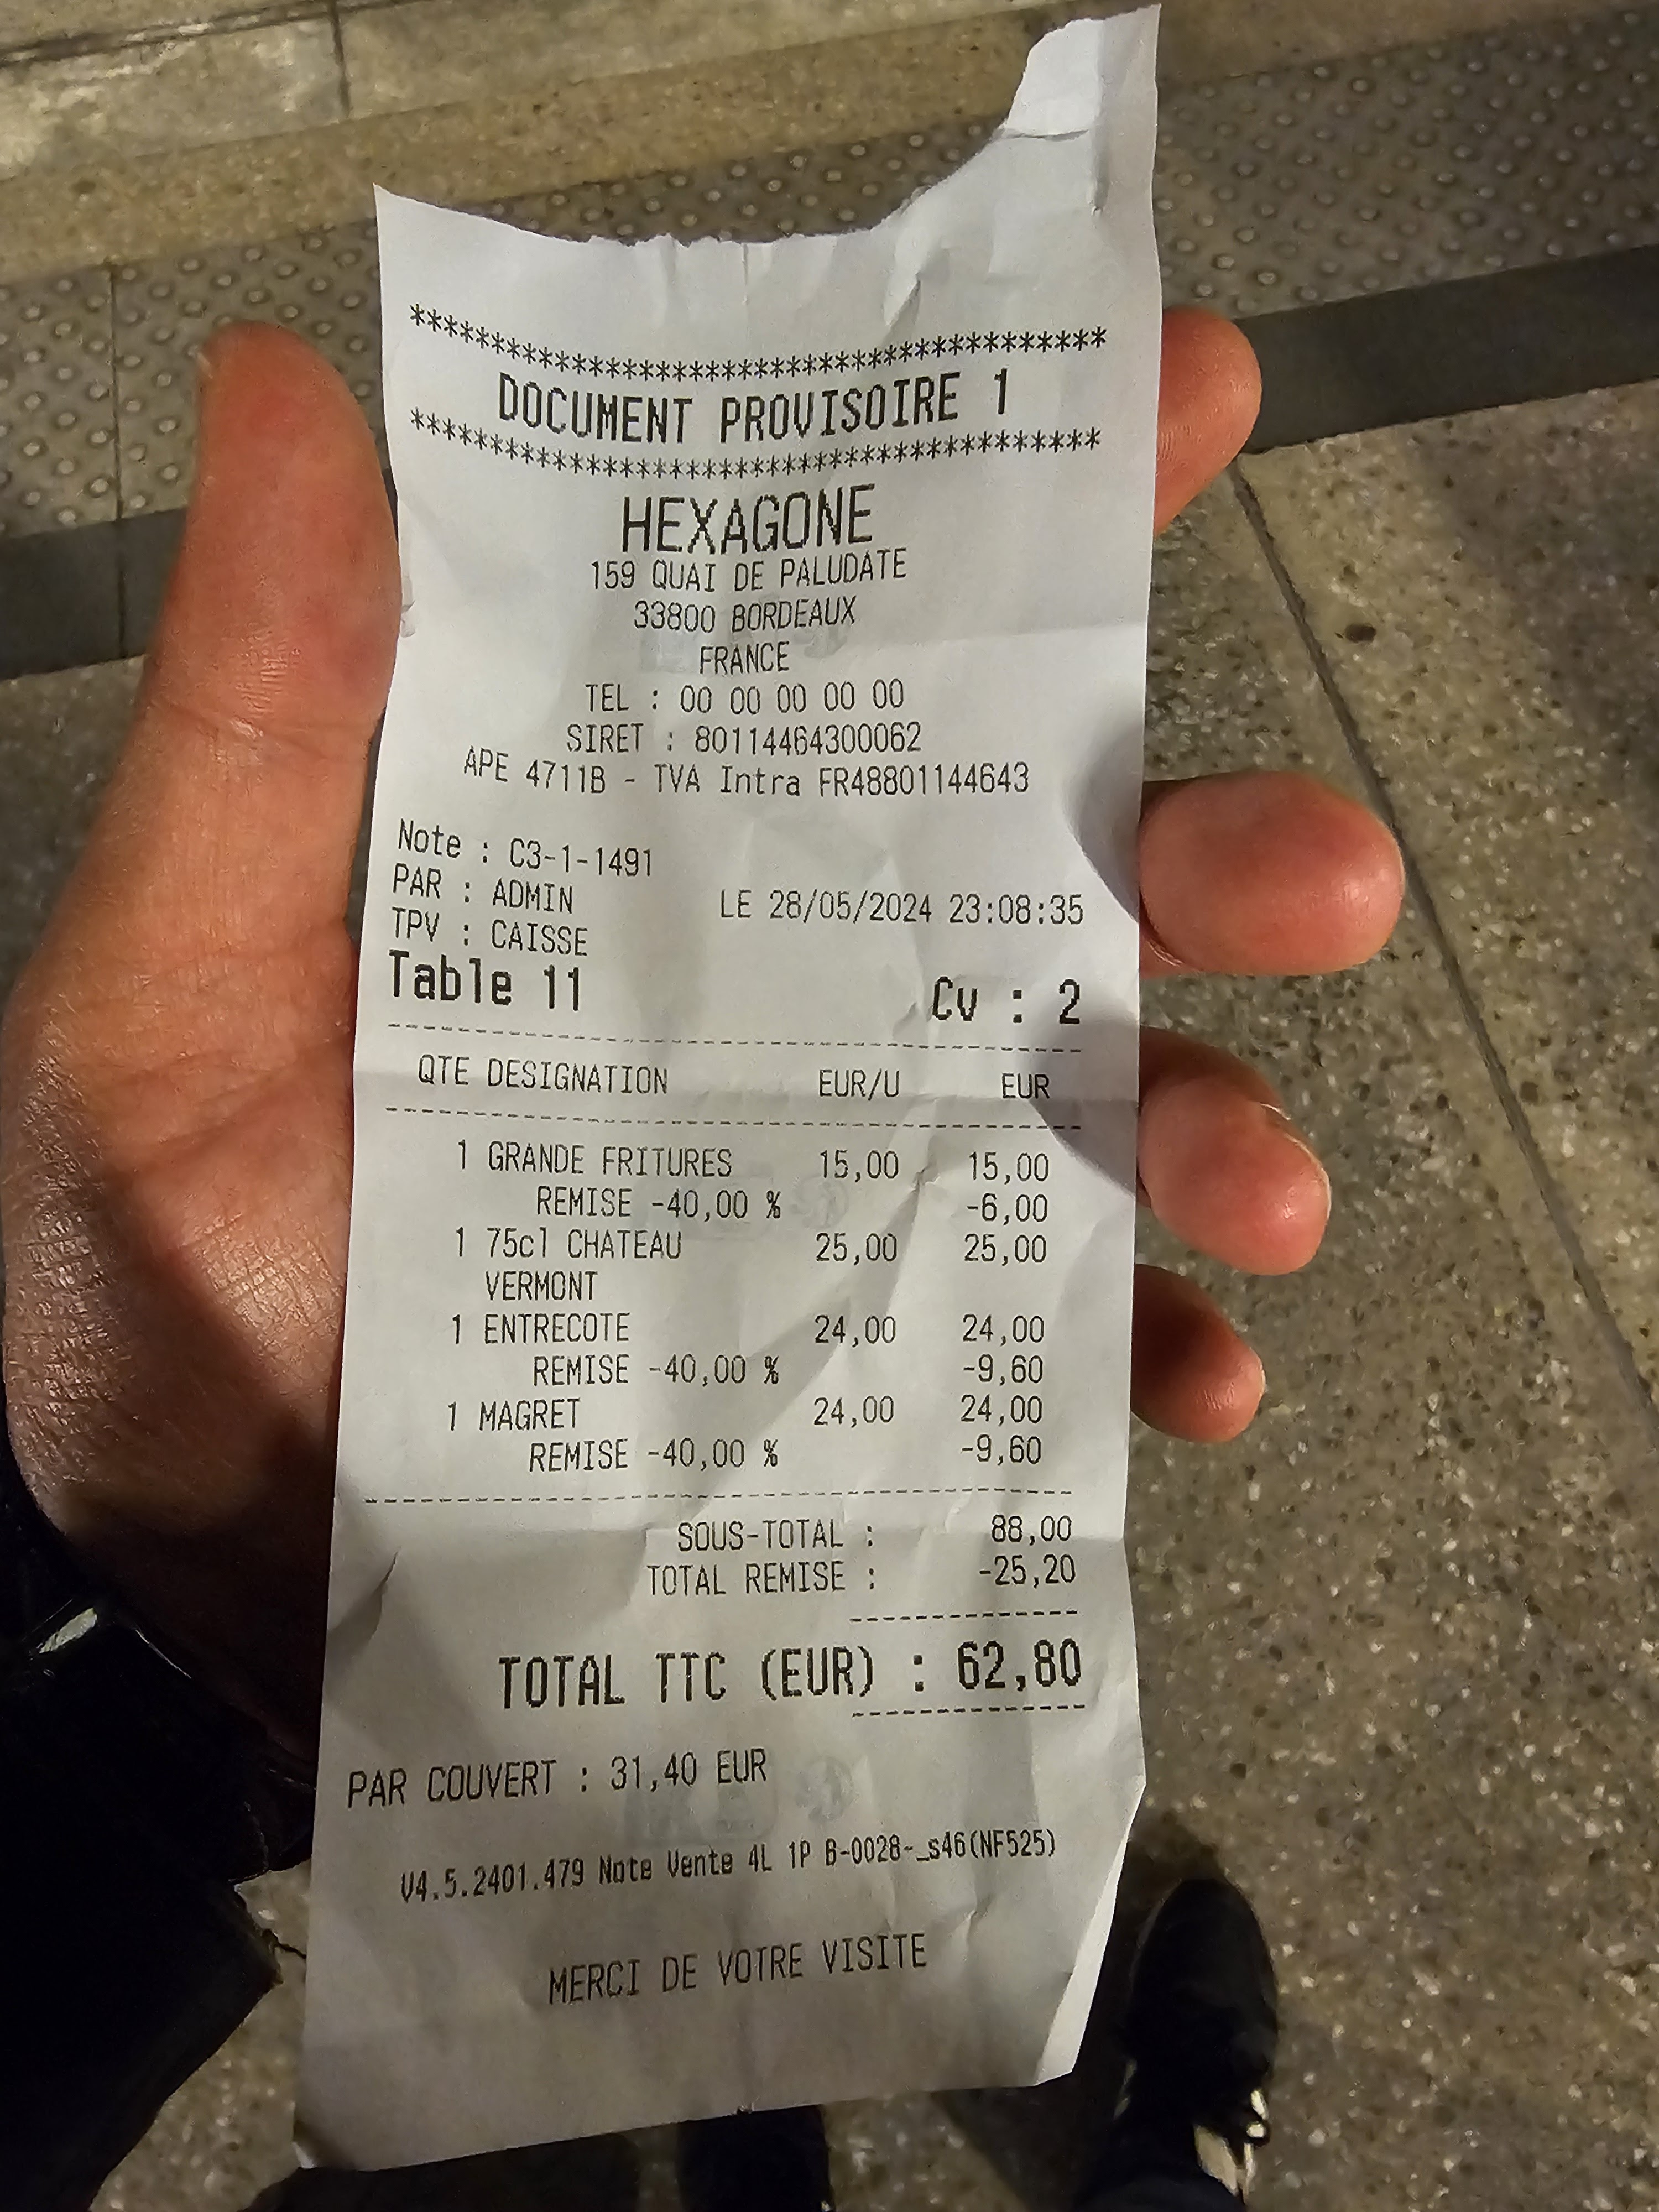 ******************************************
DOCUMENT PROVISOIRE 1
******************************************
HEXAGONE
159 QUAI DE PALUDATE
33800 BORDEAUX
FRANCE
TEL : 00 00 00 00 00
SIRET : 80114464300062
APE 4711B - TVA Intra FR48801144643
Note : C3-1-1491
PAR : ADMIN LE 28/05/2024 23:08:35
TPV : CAISSE
Table 11 Cv : 2
QTE DESIGNATION EUR/U EUR
1 GRANDE FRITURES 15,00 15,00
REMISE -40,00 % -6,00
1 75cl CHATEAU 25,00 25,00
VERMONT
1 ENTRECOTE 24,00 24,00
REMISE -40,00 % -9,60
1 MAGRET 24,00 24,00
REMISE -40,00 % -9,60
SOUS-TOTAL : 88,00
TOTAL REMISE : -25,20
TOTAL TTC (EUR) : 62,80
PAR COUVERT : 31,40 EUR
V4.5.2401.479 Note Vente 4L 1P B-0028-_s46(NF525)
MERCI DE VOTRE VISITE